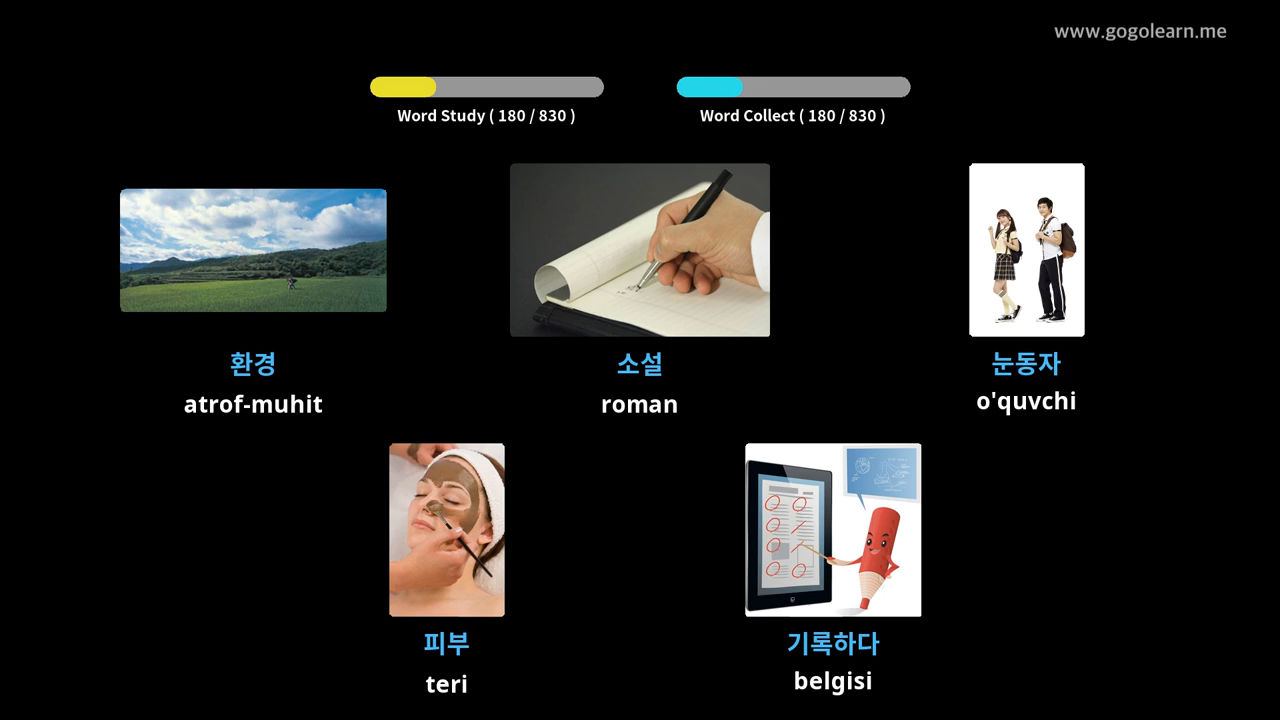 www.gogolearn.me
Word Study ( 180 / 830 )
Word Collect ( 180 / 830 )
환경
atrof-muhit
소설
roman
눈동자
o'quvchi
피부
teri
기록하다
belgisi